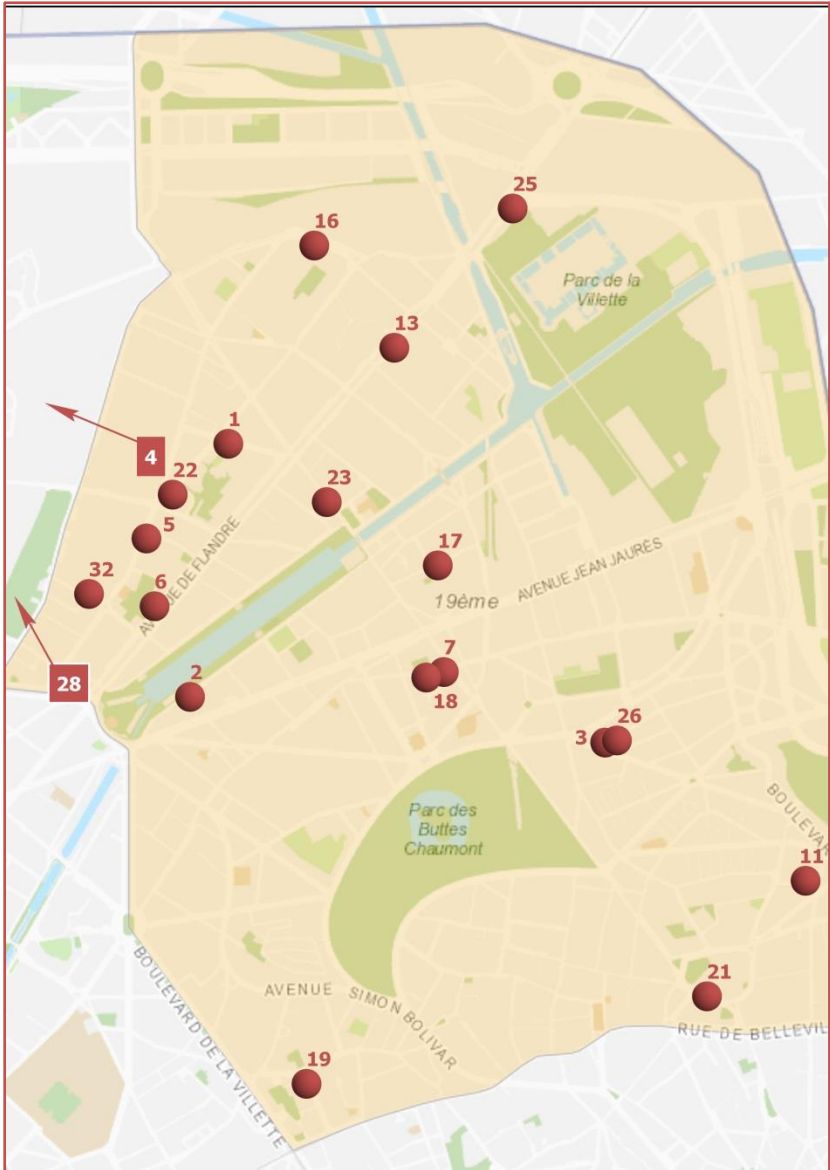 25
16
Parc de la
Villette
13
1
4
22
23
5
17
AVENUE DE FLANDRE
AVENUE JEAN JAURÈS
32
6
19ème
7
28
2
18
26
3
Parc des
Buttes
Chaumont
BOULEVAR
11
21
AVENUE SIMON BOLIVAR
BOULEVARD DE LA VILLETTE
RUE DE BELLEVIL
19